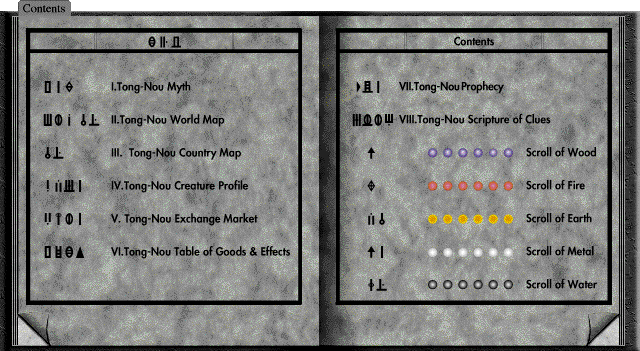 Contents
I.Tong-Nou Myth
II.Tong-Nou World Map
III. Tong-Nou Country Map
IV.Tong-Nou Creature Profile
V. Tong-Nou Exchange Market
VI.Tong-Nou Table of Goods & Effects
Contents
VII.Tong-Nou Prophecy
VIII.Tong-Nou Scripture of Clues
Scroll of Wood
Scroll of Fire
Scroll of Earth
Scroll of Metal
Scroll of Water